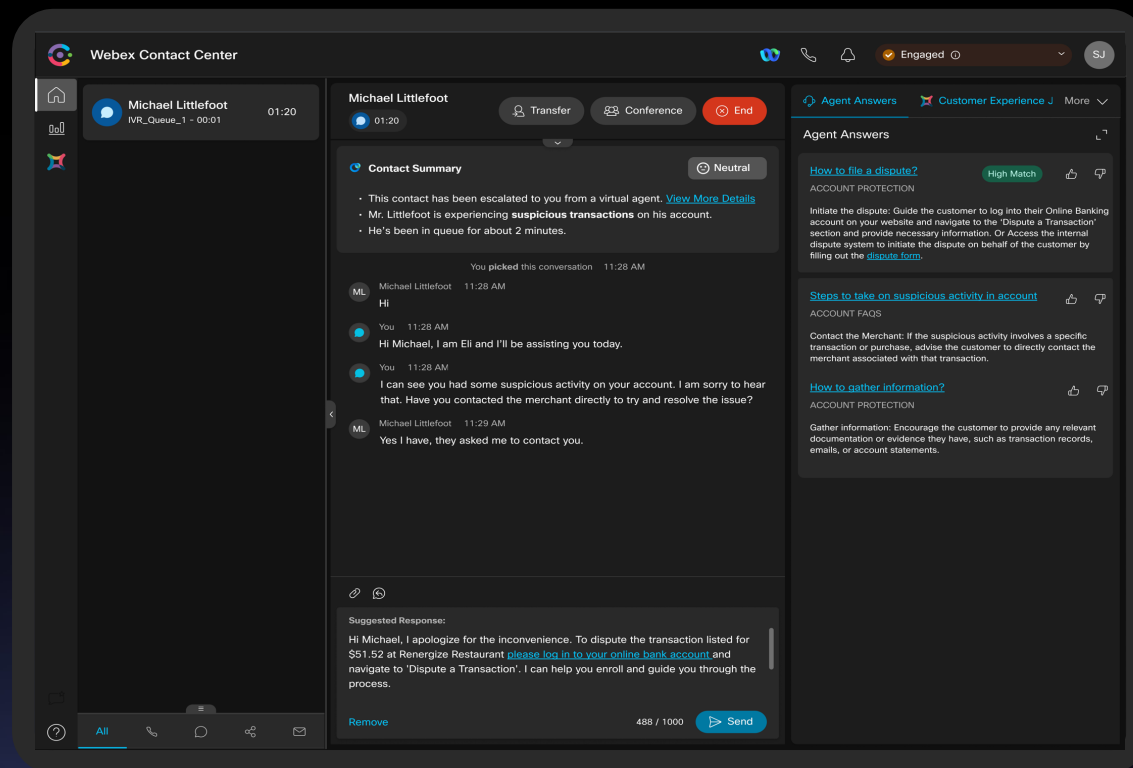 Webex Contact Center
Engaged
SJ
Michael Littlefoot
IVR_Queue_1 - 00:01
01:20
All
Michael Littlefoot
01:20
Transfer
Conference
End
Contact Summary
Neutral
• This contact has been escalated to you from a virtual agent. View More Details
• Mr. Littlefoot is experiencing suspicious transactions on his account.
• He's been in queue for about 2 minutes.
You picked this conversation 11:28 AM
ML
Michael Littlefoot 11:28 AM
Hi
You 11:28 AM
Hi Michael, I am Eli and I'll be assisting you today.
You 11:28 AM
I can see you had some suspicious activity on your account. I am sorry to hear
that. Have you contacted the merchant directly to try and resolve the issue?
ML
Michael Littlefoot 11:29 AM
Yes I have, they asked me to contact you.
Suggested Response:
Hi Michael, I apologize for the inconvenience. To dispute the transaction listed for
$51.52 at Renergize Restaurant please log in to your online bank account and
navigate to 'Dispute a Transaction'. I can help you enroll and guide you through the
process.
Remove
488 / 1000
Send
Agent Answers
Customer Experience J
More
Agent Answers
How to file a dispute?
High Match
ACCOUNT PROTECTION
Initiate the dispute: Guide the customer to log into their Online Banking
account on your website and navigate to the 'Dispute a Transaction'
section and provide necessary information. Or Access the internal
dispute system to initiate the dispute on behalf of the customer by
filling out the dispute form.
Steps to take on suspicious activity in account
ACCOUNT FAQS
Contact the Merchant: If the suspicious activity involves a specific
transaction or purchase, advise the customer to directly contact the
merchant associated with that transaction.
How to gather information?
ACCOUNT PROTECTION
Gather information: Encourage the customer to provide any relevant
documentation or evidence they have, such as transaction records,
emails, or account statements.